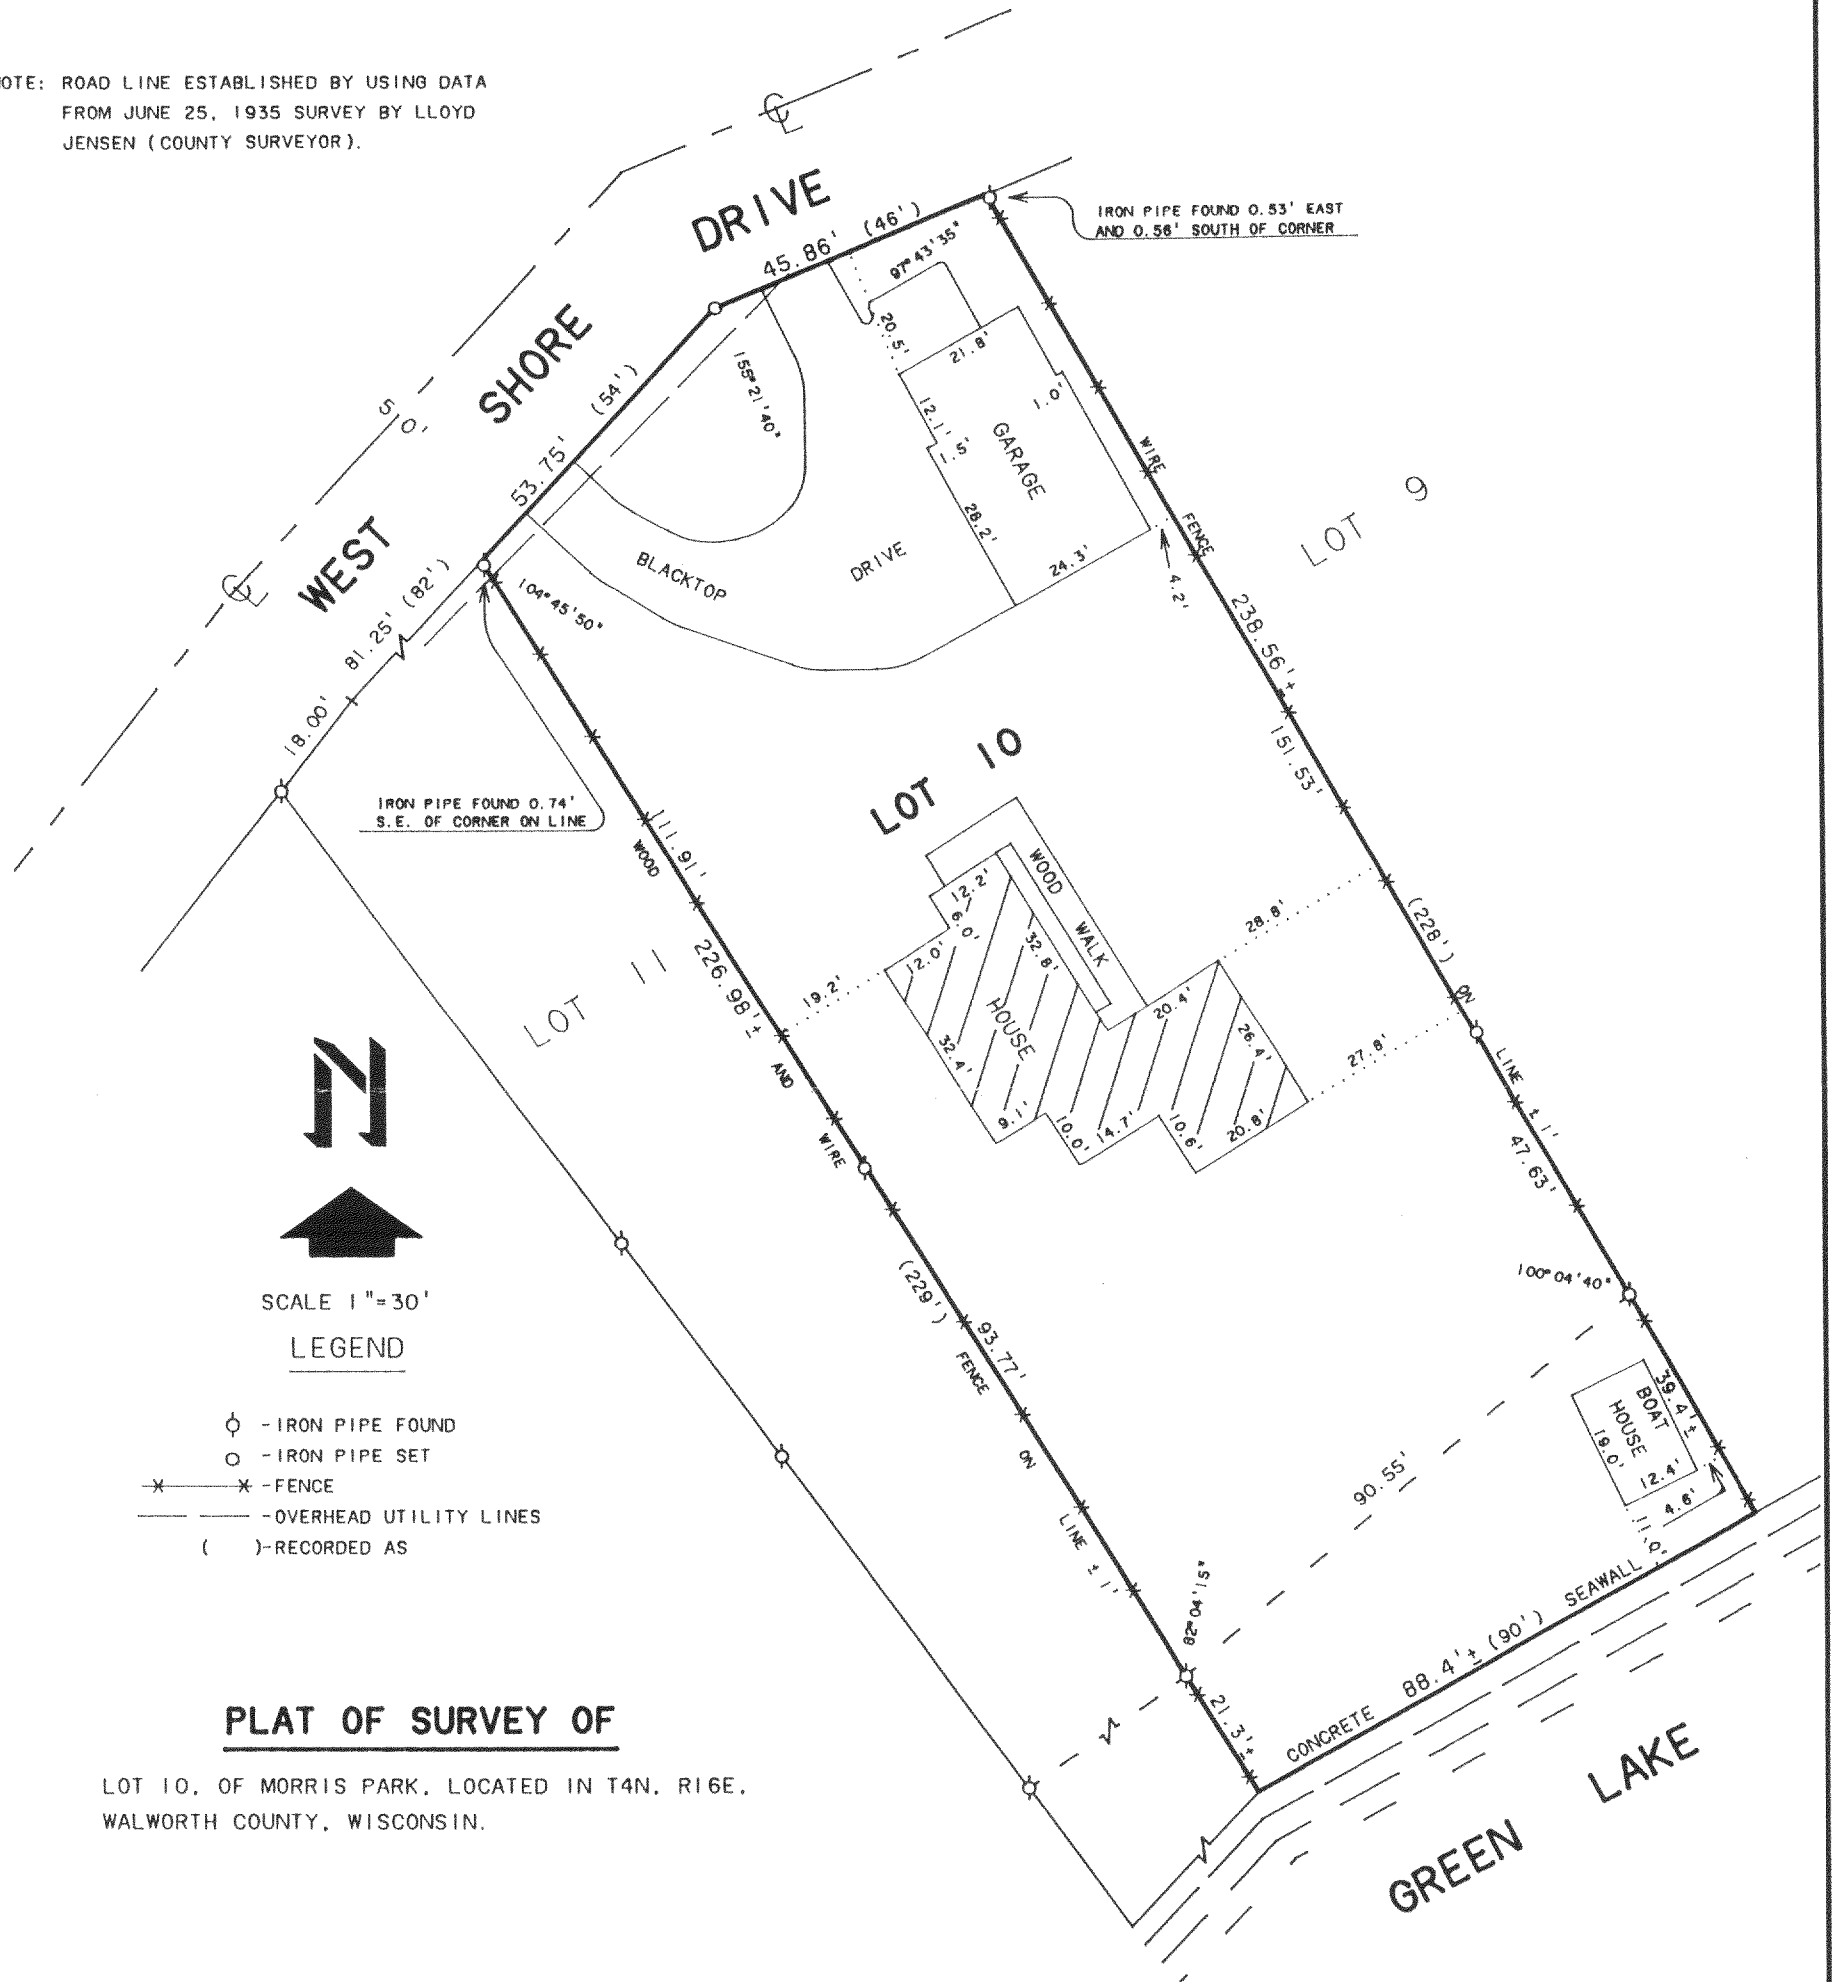 OTE: ROAD LINE ESTABLISHED BY USING DATA
FROM JUNE 25, 1935 SURVEY BY LLOYD
JENSEN (COUNTY SURVEYOR).
WEST SHORE DRIVE
IRON PIPE FOUND 0.53' EAST
AND 0.56' SOUTH OF CORNER
45.86' (46')
97°43'35"
53.75' (54')
155°21'40"
50'
81.25' (82')
18.00'
104°45'50"
20.5'
21.8'
1.0'
12.1'
1.5'
GARAGE
28.2'
24.3'
4.2'
BLACKTOP DRIVE
WIRE FENCE ON LINE ±1'
LOT 9
238.56'±
151.53'
(228')
47.63'
IRON PIPE FOUND 0.74'
S.E. OF CORNER ON LINE
LOT 10
WOOD WALK
12.2'
6.0'
12.0'
32.8'
HOUSE
32.4'
9.1'
10.0'
14.7'
10.6'
20.8'
20.4'
26.4'
28.8'
27.8'
19.2'
LOT 11
111.91'
226.98'±
WOOD AND WIRE FENCE ON LINE ±1'
(229')
93.77'
N
SCALE 1"=30'
LEGEND
-IRON PIPE FOUND
-IRON PIPE SET
-FENCE
-OVERHEAD UTILITY LINES
( )-RECORDED AS
100°04'40"
39.4'±
BOAT
HOUSE
19.0'
12.4'
4.6'
11.0'
90.55'
82°04'15"
21.3'±
CONCRETE SEAWALL
88.4'± (90')
GREEN LAKE
PLAT OF SURVEY OF
LOT 10, OF MORRIS PARK, LOCATED IN T4N, R16E,
WALWORTH COUNTY, WISCONSIN.